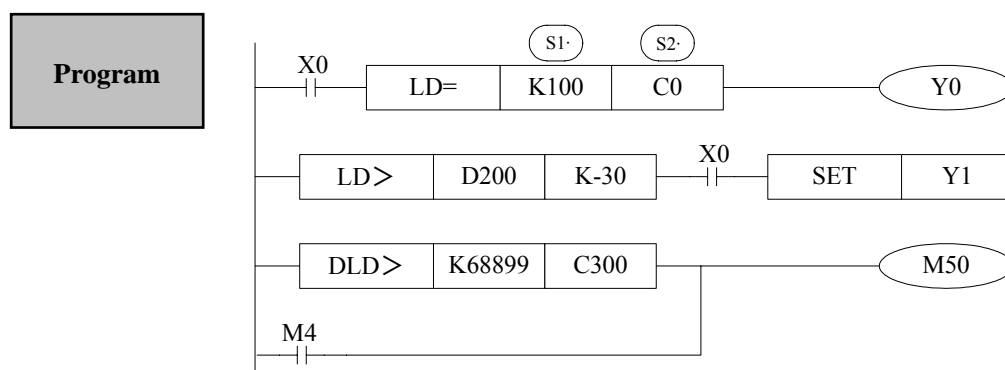 Program
S1· S2·
X0
LD= K100 C0 Y0
X0
LD＞ D200 K-30 SET Y1
DLD＞ K68899 C300 M50
M4